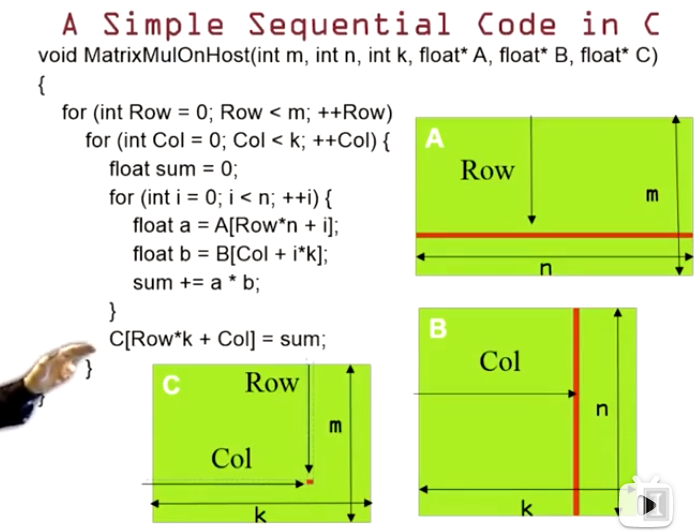 A Simple Sequential Code in C
void MatrixMulOnHost(int m, int n, int k, float* A, float* B, float* C)
{
for (int Row = 0; Row < m; ++Row)
for (int Col = 0; Col < k; ++Col) {
float sum = 0;
for (int i = 0; i < n; ++i) {
float a = A[Row*n + i];
float b = B[Col + i*k];
sum += a * b;
}
C[Row*k + Col] = sum;
}
}
A
Row
m
n
B
Col
n
k
C
Row
m
Col
k